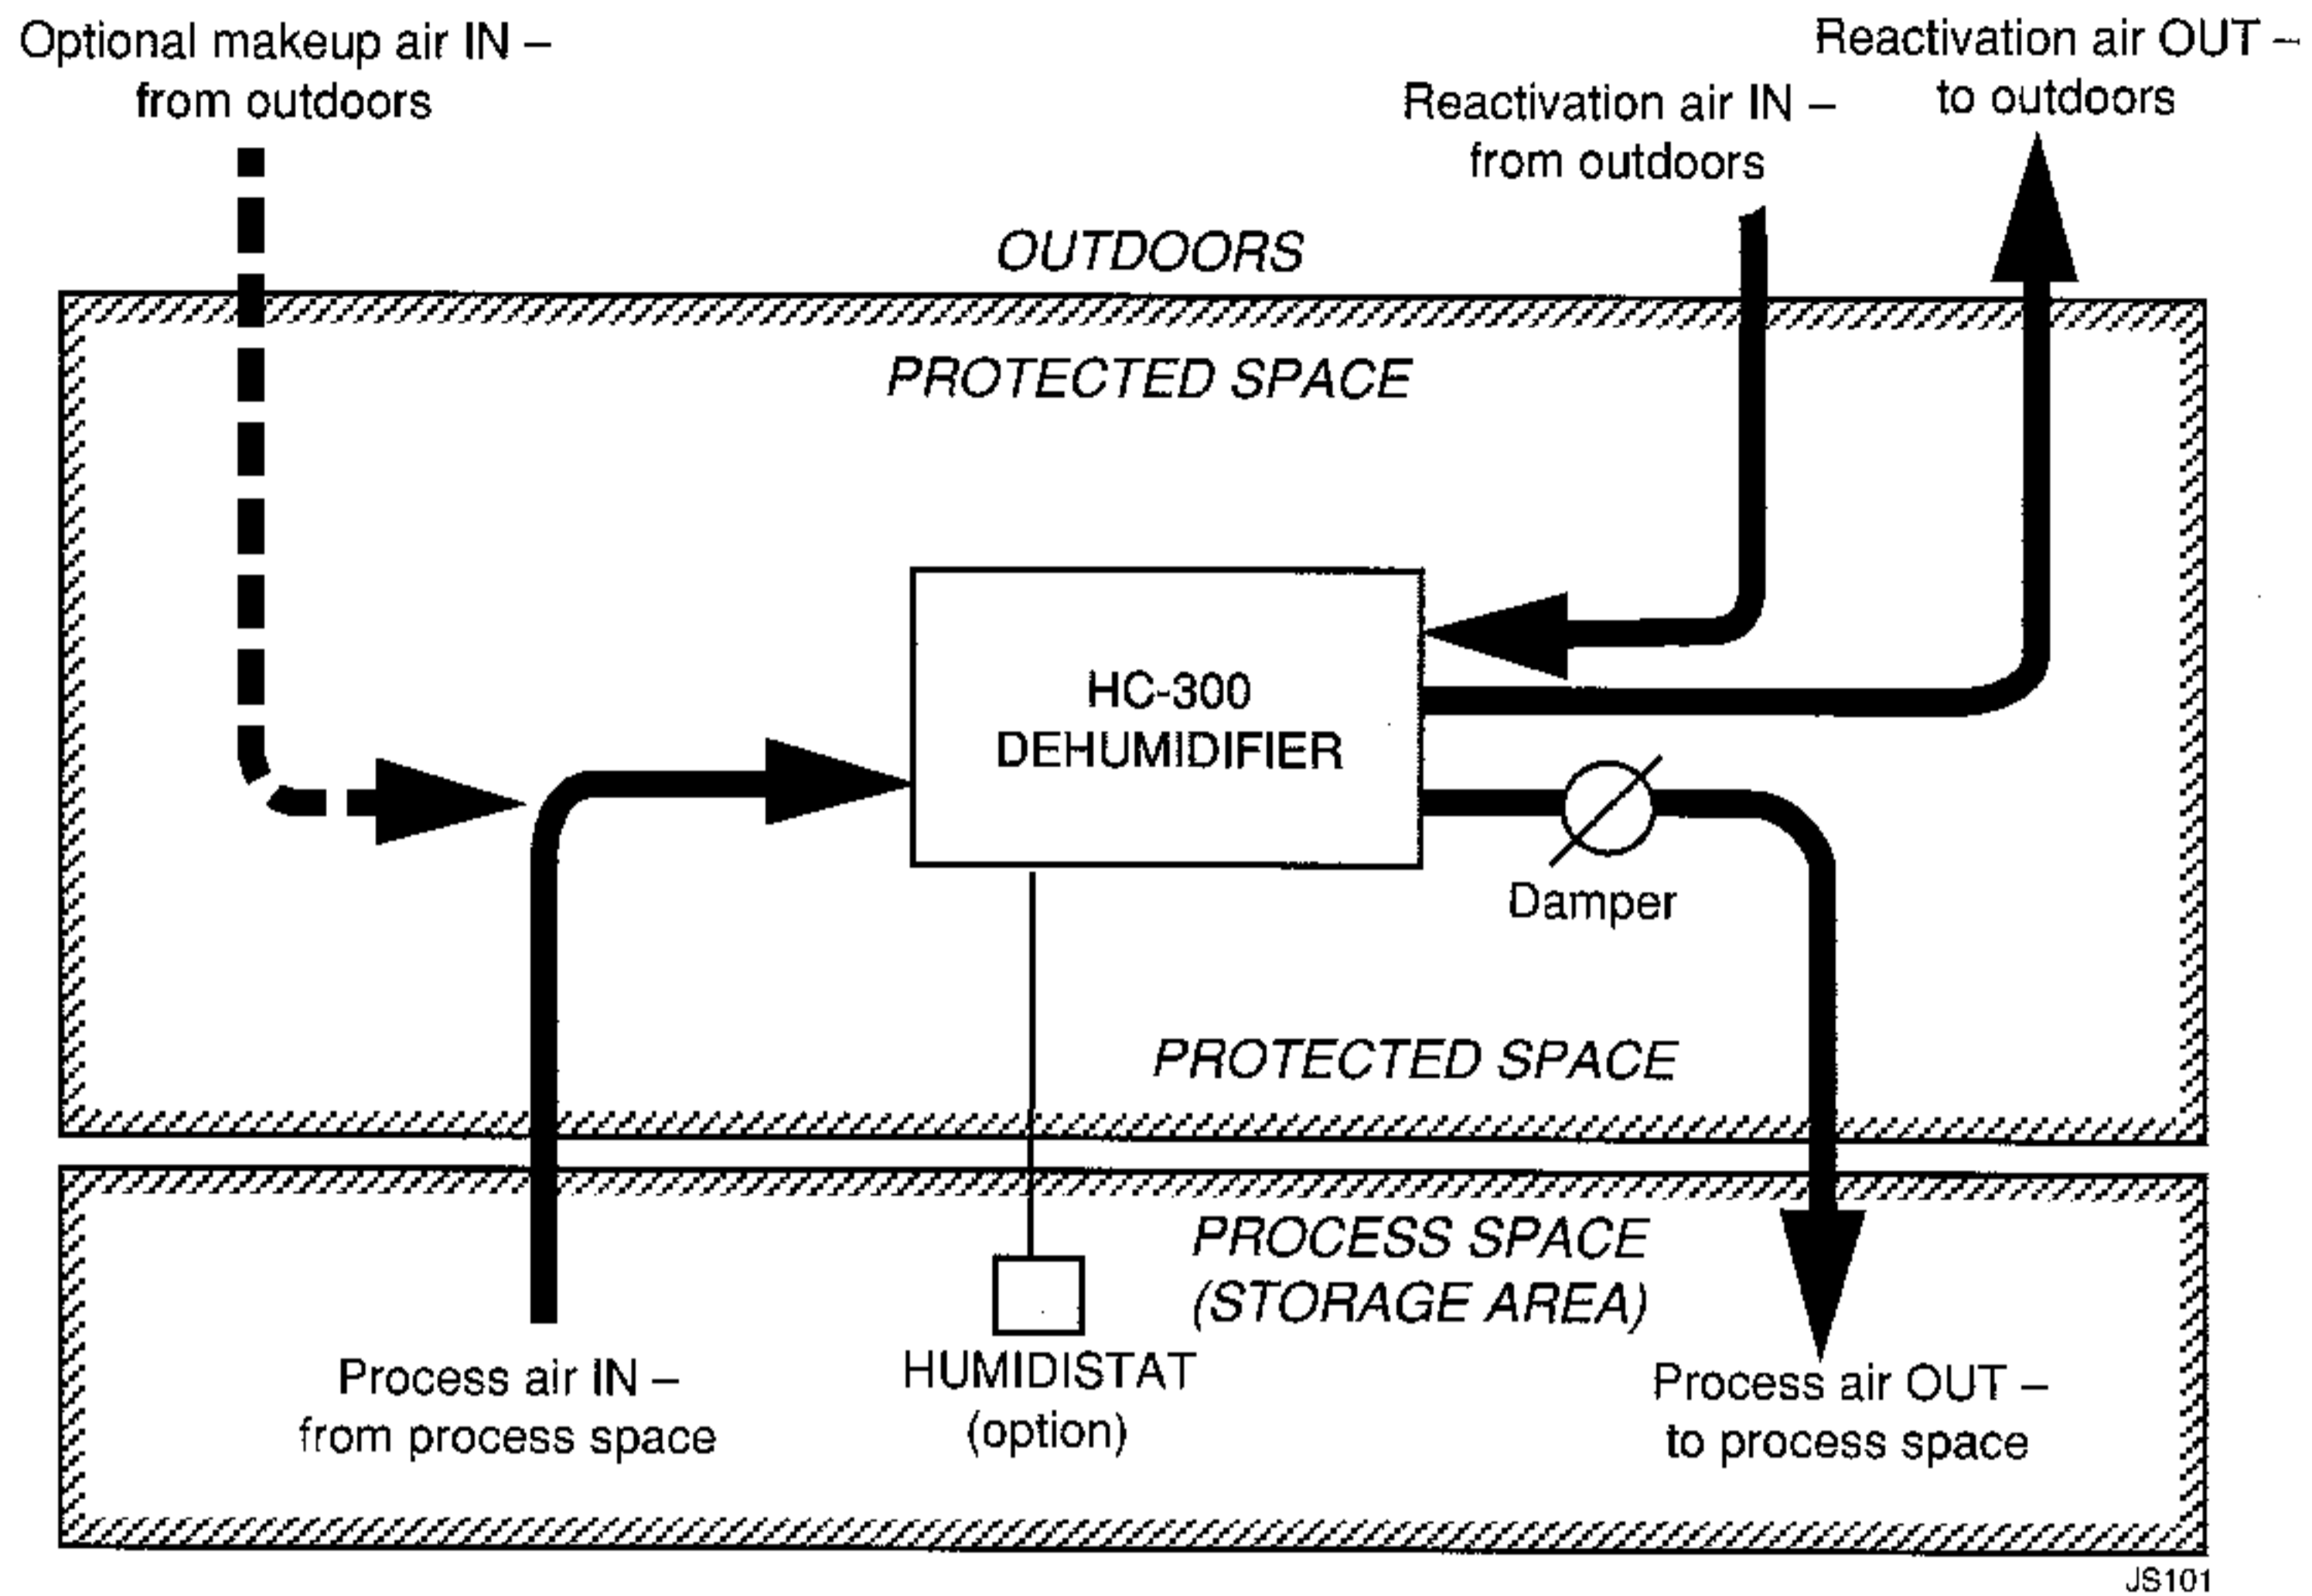 Optional makeup air IN –
from outdoors
Reactivation air OUT –
to outdoors
Reactivation air IN –
from outdoors
OUTDOORS
PROTECTED SPACE
HC-300
DEHUMIDIFIER
Damper
PROTECTED SPACE
PROCESS SPACE
(STORAGE AREA)
Process air IN –
from process space
HUMIDISTAT
(option)
Process air OUT –
to process space
JS101